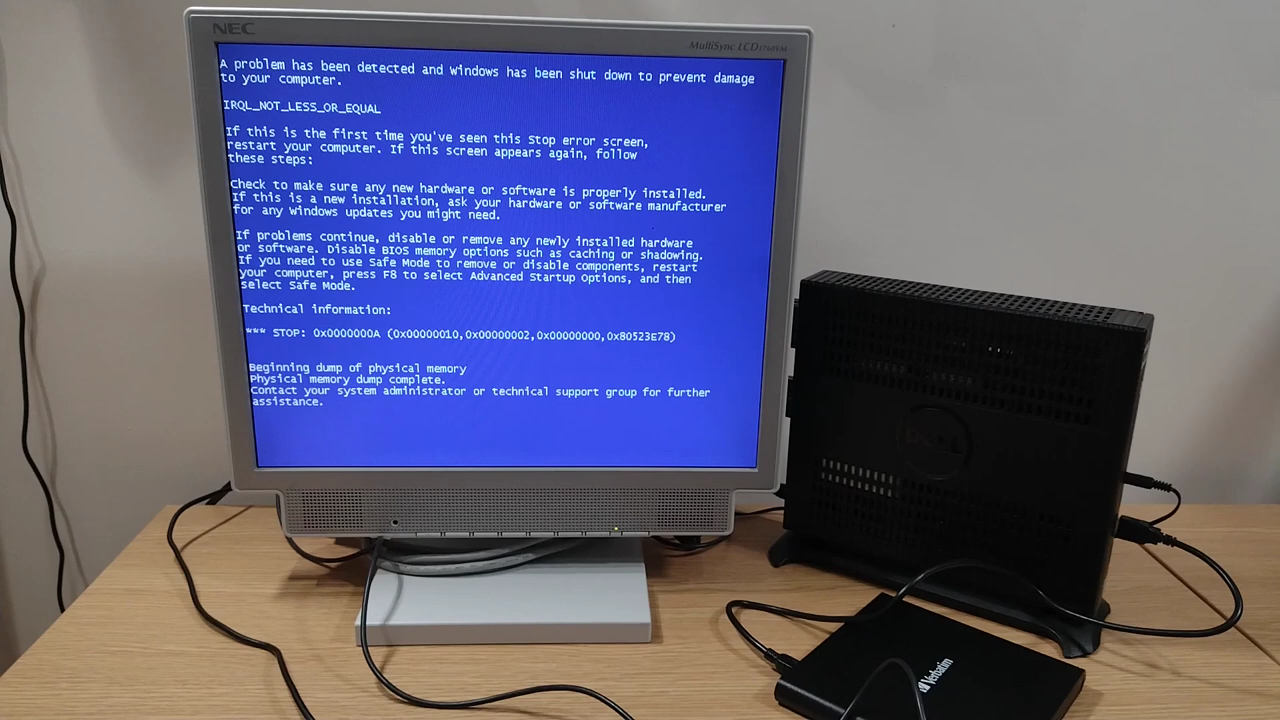 NEC
MultiSync LCD1760VM
A problem has been detected and Windows has been shut down to prevent damage
to your computer.
IRQL_NOT_LESS_OR_EQUAL
If this is the first time you've seen this Stop error screen,
restart your computer. If this screen appears again, follow
these steps:
Check to make sure any new hardware or software is properly installed.
If this is a new installation, ask your hardware or software manufacturer
for any Windows updates you might need.
If problems continue, disable or remove any newly installed hardware
or software. Disable BIOS memory options such as caching or shadowing.
If you need to use Safe Mode to remove or disable components, restart
your computer, press F8 to select Advanced Startup Options, and then
select Safe Mode.
Technical information:
*** STOP: 0x0000000A (0x00000010,0x00000002,0x00000000,0x80523E78)
Beginning dump of physical memory
Physical memory dump complete.
Contact your system administrator or technical support group for further
assistance.
DELL
Verbatim